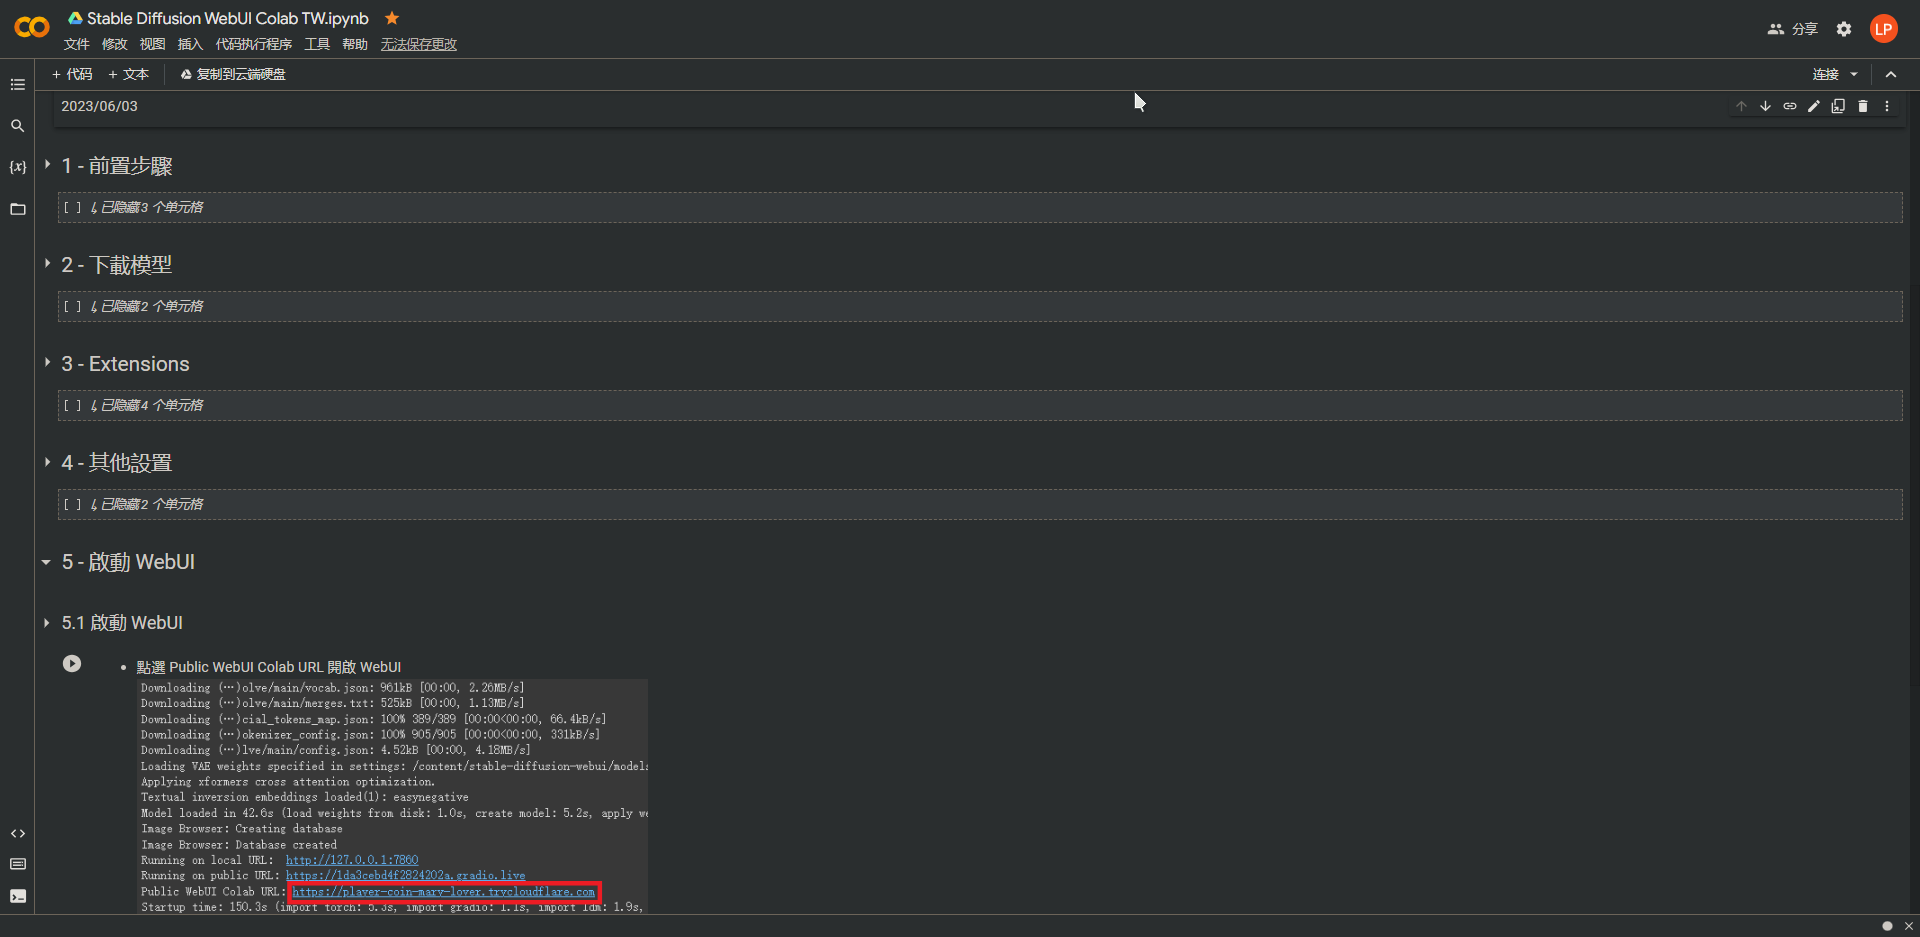 Stable Diffusion WebUI Colab TW.ipynb
文件 修改 视图 插入 代码执行程序 工具 帮助 无法保存更改
分享
LP
+ 代码 + 文本 复制到云端硬盘
连接
2023/06/03
{x}
1 - 前置步驟
[ ] ↳ 已隐藏 3 个单元格
2 - 下載模型
[ ] ↳ 已隐藏 2 个单元格
3 - Extensions
[ ] ↳ 已隐藏 4 个单元格
4 - 其他設置
[ ] ↳ 已隐藏 2 个单元格
5 - 啟動 WebUI
5.1 啟動 WebUI
• 點選 Public WebUI Colab URL 開啟 WebUI
Downloading (…)olve/main/vocab.json: 961kB [00:00, 2.26MB/s]
Downloading (…)olve/main/merges.txt: 525kB [00:00, 1.13MB/s]
Downloading (…)cial_tokens_map.json: 100% 389/389 [00:00<00:00, 66.4kB/s]
Downloading (…)okenizer_config.json: 100% 905/905 [00:00<00:00, 331kB/s]
Downloading (…)lve/main/config.json: 4.52kB [00:00, 4.18MB/s]
Loading VAE weights specified in settings: /content/stable-diffusion-webui/models
Applying xformers cross attention optimization.
Textual inversion embeddings loaded(1): easynegative
Model loaded in 42.6s (load weights from disk: 1.0s, create model: 5.2s, apply we
Image Browser: Creating database
Image Browser: Database created
Running on local URL: http://127.0.0.1:7860
Running on public URL: https://1da3cebd4f2824202a.gradio.live
Public WebUI Colab URL: https://player-coin-mary-lover.trycloudflare.com
Startup time: 150.3s (import torch: 5.3s, import gradio: 1.1s, import ldm: 1.9s,